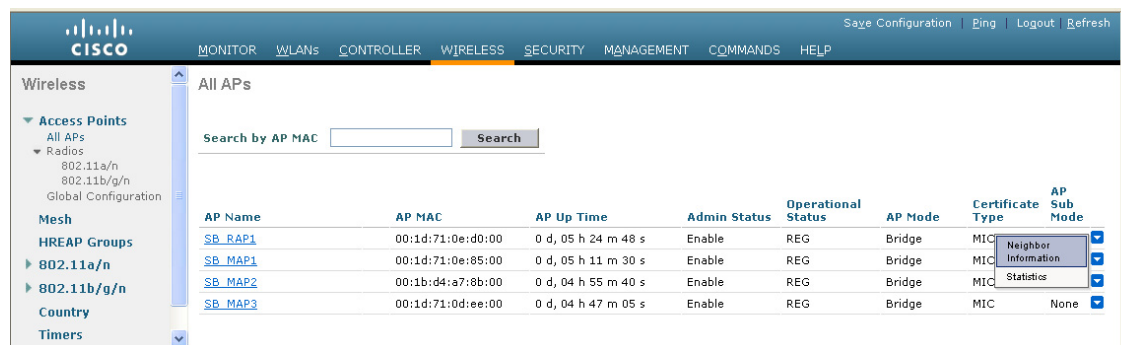 Save Configuration | Ping | Logout | Refresh
CISCO
MONITOR WLANs CONTROLLER WIRELESS SECURITY MANAGEMENT COMMANDS HELP
Wireless
Access Points
All APs
Radios
802.11a/n
802.11b/g/n
Global Configuration
Mesh
HREAP Groups
802.11a/n
802.11b/g/n
Country
Timers
All APs
Search by AP MAC Search
AP Name AP MAC AP Up Time Admin Status Operational Status AP Mode Certificate Type AP Sub Mode
SB_RAP1 00:1d:71:0e:d0:00 0 d, 05 h 24 m 48 s Enable REG Bridge MIC
SB_MAP1 00:1d:71:0e:85:00 0 d, 05 h 11 m 30 s Enable REG Bridge MIC
SB_MAP2 00:1b:d4:a7:8b:00 0 d, 04 h 55 m 40 s Enable REG Bridge MIC
SB_MAP3 00:1d:71:0d:ee:00 0 d, 04 h 47 m 05 s Enable REG Bridge MIC None
Neighbor
Information
Statistics